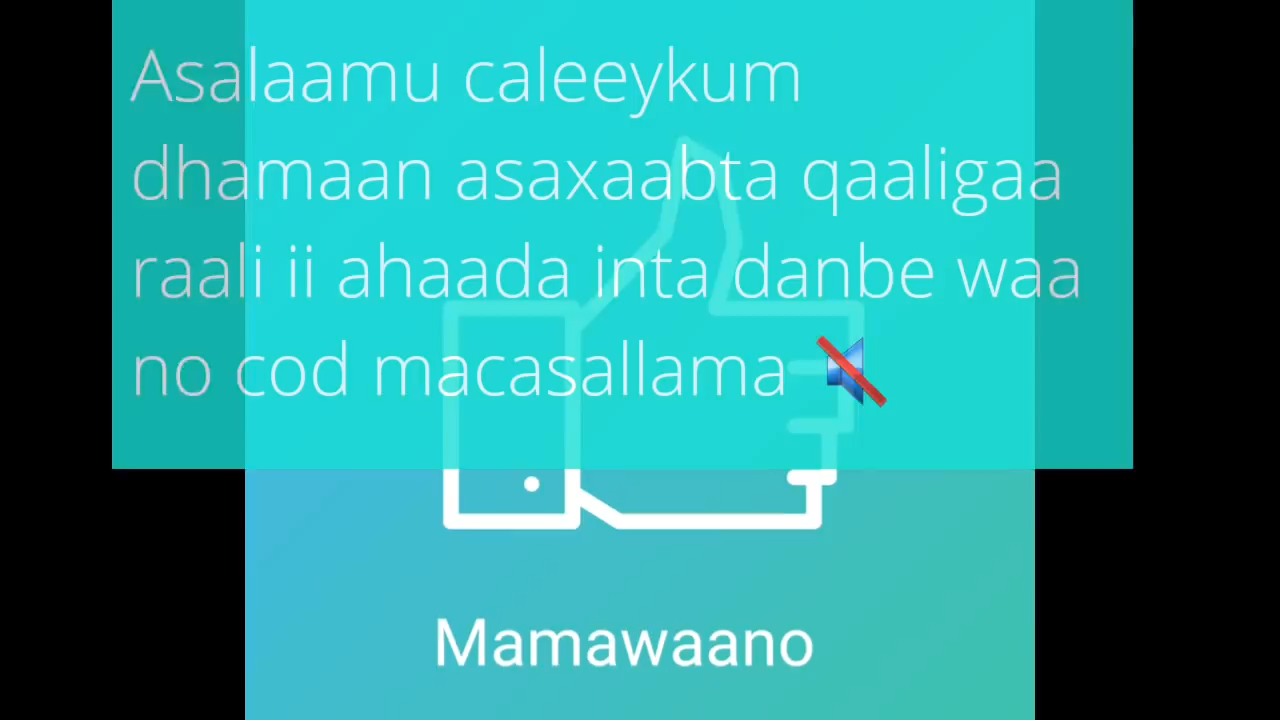 Asalaamu caleeykum
dhamaan asaxaabta qaaligaa
raali ii ahaada inta danbe waa
no cod macasallama 🔇
Mamawaano